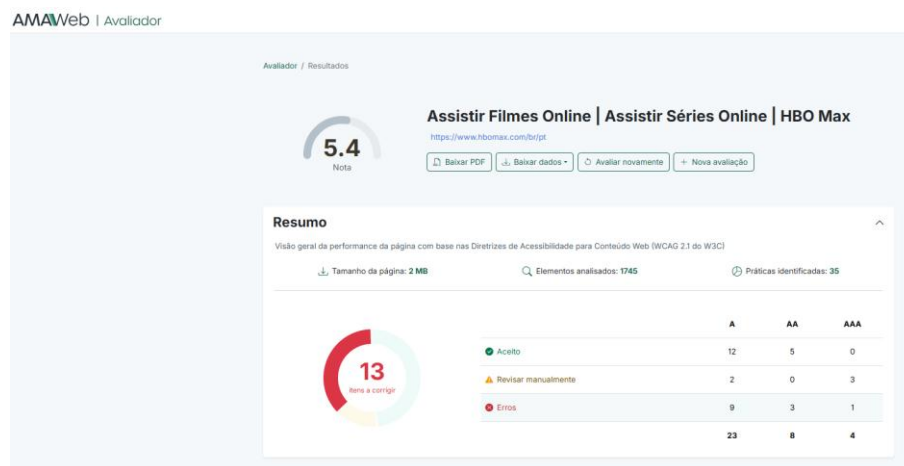 AMAWeb | Avaliador
Avaliador / Resultados
5.4
Nota
Assistir Filmes Online | Assistir Séries Online | HBO Max
https://www.hbomax.com/br/pt
Baixar PDF Baixar dados Avaliar novamente + Nova avaliação
Resumo
Visão geral da performance da página com base nas Diretrizes de Acessibilidade para Conteúdo Web (WCAG 2.1 do W3C)
Tamanho da página: 2 MB Elementos analisados: 1745 Práticas identificadas: 35
13
Itens a corrigir
A AA AAA
Aceito 12 5 0
Revisar manualmente 2 0 3
Erros 9 3 1
23 8 4